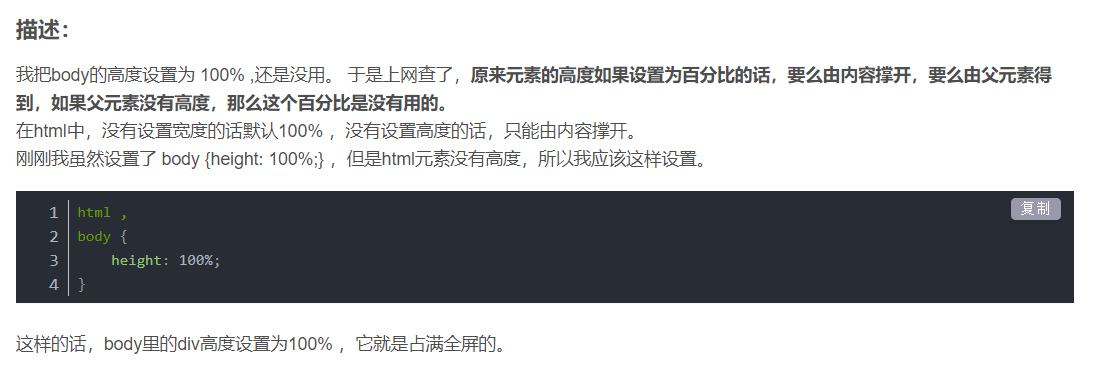 描述：
我把body的高度设置为 100% ,还是没用。 于是上网查了，原来元素的高度如果设置为百分比的话，要么由内容撑开，要么由父元素得
到，如果父元素没有高度，那么这个百分比是没有用的。
在html中，没有设置宽度的话默认100% ，没有设置高度的话，只能由内容撑开。
刚刚我虽然设置了 body {height: 100%;} ，但是html元素没有高度，所以我应该这样设置。
复制
1 html ,
2 body {
3     height: 100%;
4 }
这样的话，body里的div高度设置为100% ，它就是占满全屏的。